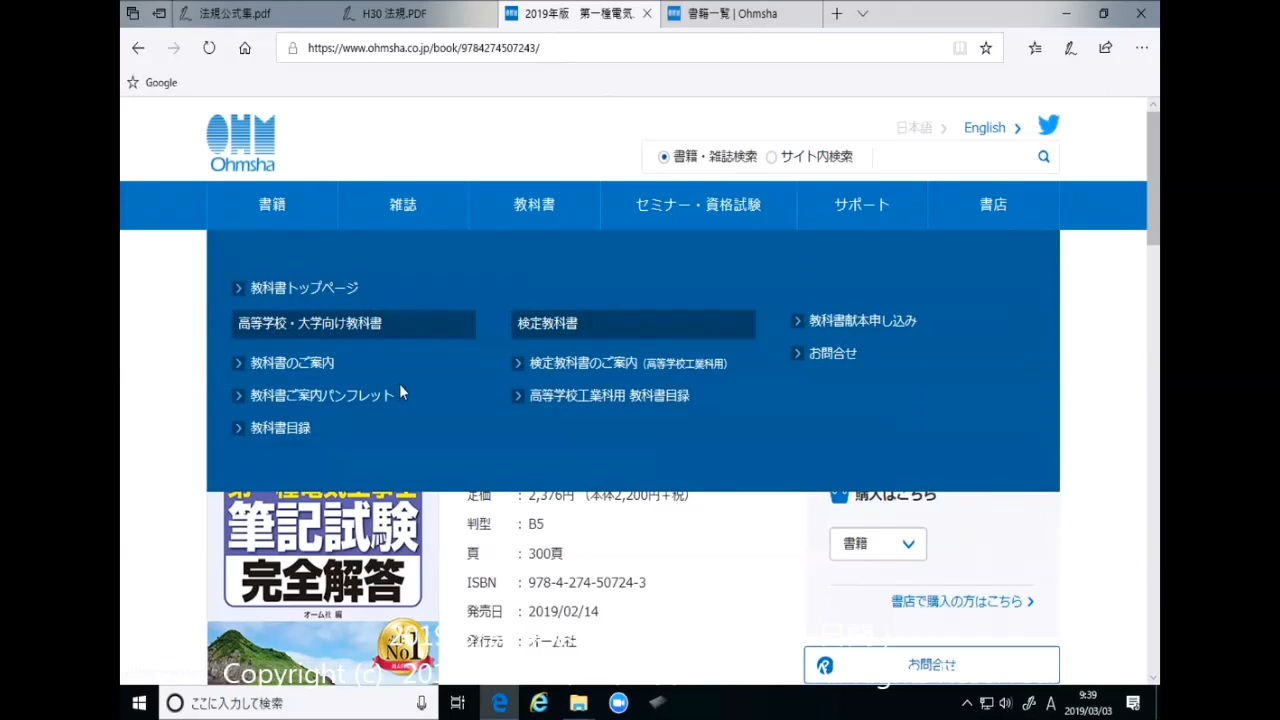 法規公式集.pdf
H30 法規.PDF
2019年版 第一種電気
書籍一覧 | Ohmsha
https://www.ohmsha.co.jp/book/9784274507243/
Google
OHM
Ohmsha
日本語
English
書籍・雑誌検索 サイト内検索
書籍 雑誌 教科書 セミナー・資格試験 サポート 書店
教科書トップページ
高等学校・大学向け教科書
教科書のご案内
教科書ご案内パンフレット
教科書目録
検定教科書
検定教科書のご案内 (高等学校工業科用)
高等学校工業科用 教科書目録
教科書献本申し込み
お問合せ
筆記試験
完全解答
オーム社 編
No.1
定価 : 2,376円 (本体2,200円+税)
判型 : B5
頁 : 300頁
ISBN : 978-4-274-50724-3
発売日 : 2019/02/14
発行元 : オーム社
購入はこちら
書籍
書店で購入の方はこちら
お問合せ
Copyright (c) 20
ここに入力して検索
A
9:39
2019/03/03